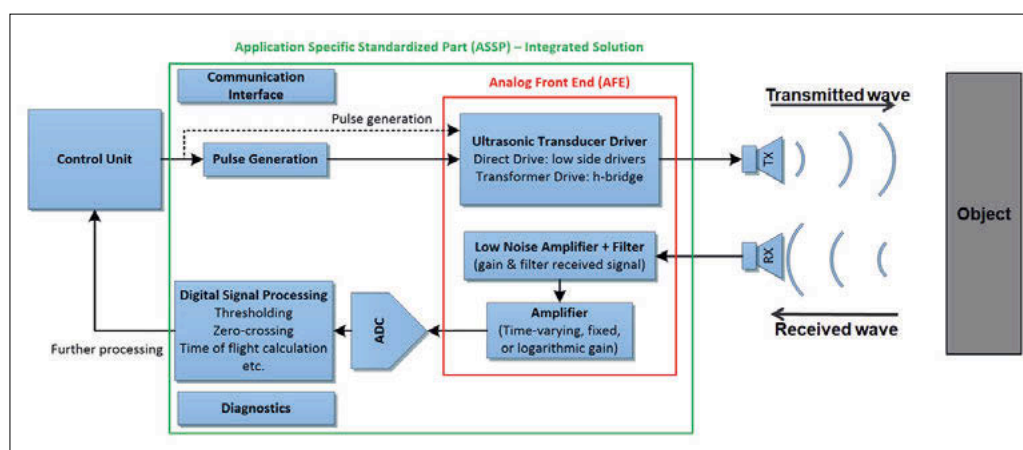 Application Specific Standardized Part (ASSP) – Integrated Solution
Communication
Interface
Analog Front End (AFE)
Transmitted wave
Pulse generation
Control Unit
Pulse Generation
Ultrasonic Transducer Driver
Direct Drive: low side drivers
Transformer Drive: h-bridge
TX
Object
Low Noise Amplifier + Filter
(gain & filter received signal)
RX
Digital Signal Processing
Thresholding
Zero-crossing
Time of flight calculation
etc.
ADC
Amplifier
(Time-varying, fixed,
or logarithmic gain)
Received wave
Further processing
Diagnostics